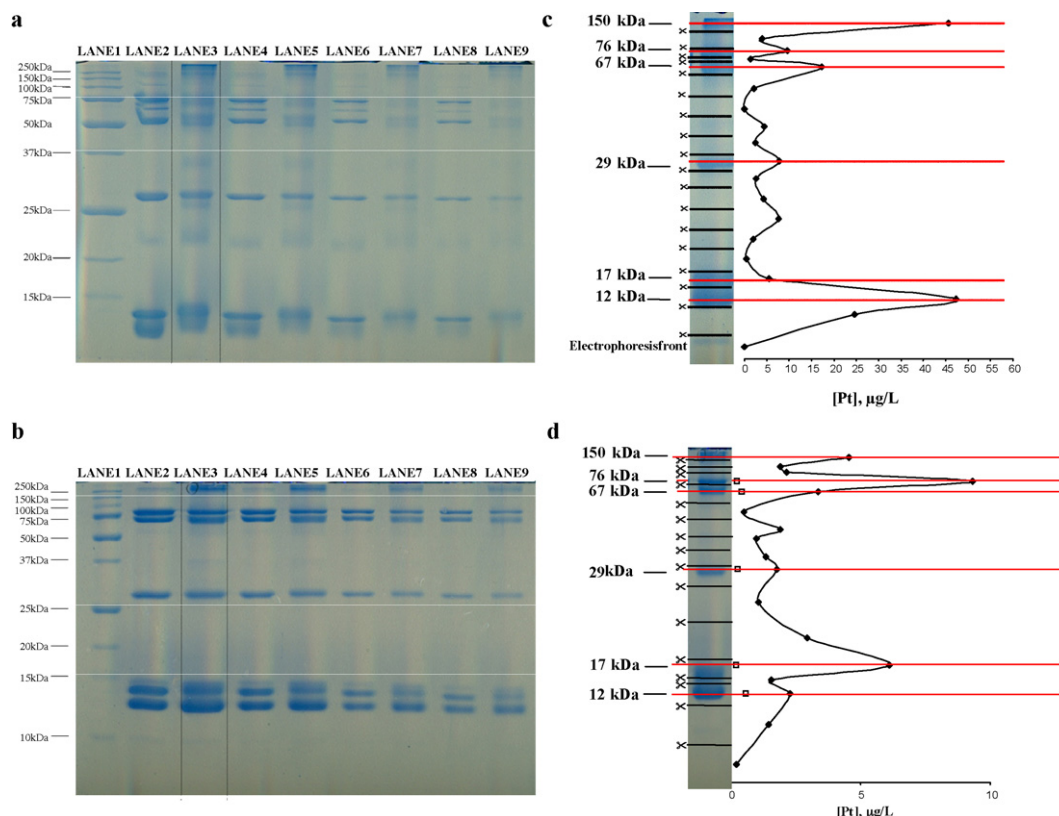 a
LANE1 LANE2 LANE3 LANE4 LANE5 LANE6 LANE7 LANE8 LANE9
250kDa
150kDa
100kDa
75kDa
50kDa
37kDa
25kDa
20kDa
15kDa
b
LANE1 LANE2 LANE3 LANE4 LANE5 LANE6 LANE7 LANE8 LANE9
250kDa
150kDa
100kDa
75kDa
50kDa
37kDa
25kDa
20kDa
15kDa
10kDa
c
150 kDa
76 kDa
67 kDa
29 kDa
17 kDa
12 kDa
Electrophoresisfront
0 5 10 15 20 25 30 35 40 45 50 55 60
[Pt], µg/L
d
150 kDa
76 kDa
67 kDa
29kDa
17 kDa
12 kDa
0 5 10
[Pt], µg/L